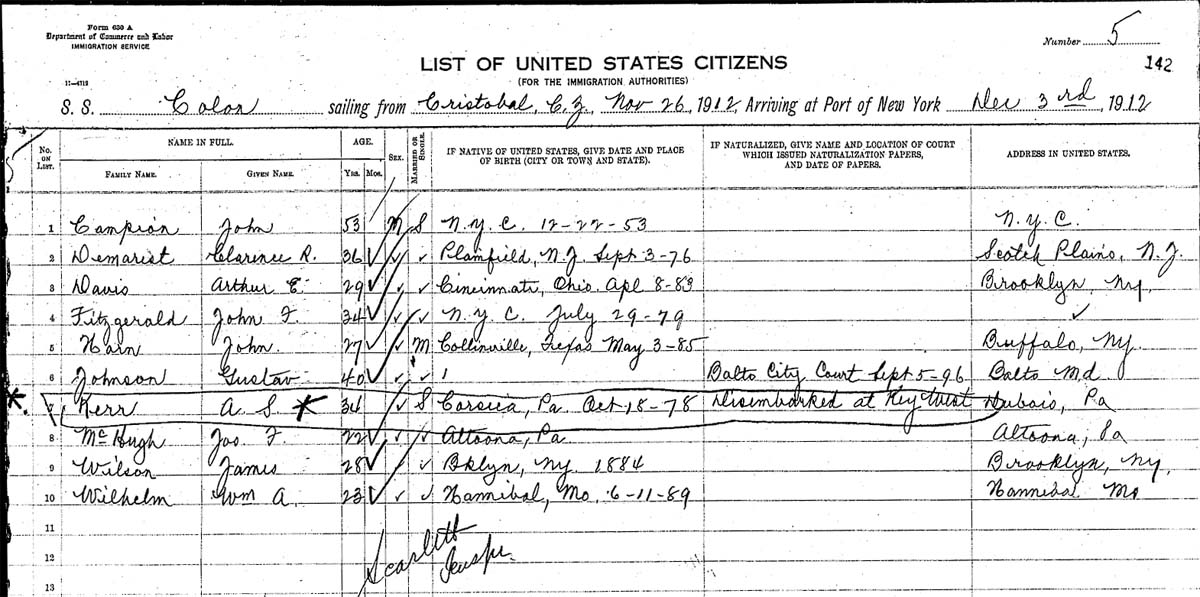 Form 630 A
Department of Commerce and Labor
IMMIGRATION SERVICE
Number 5
142
LIST OF UNITED STATES CITIZENS
(FOR THE IMMIGRATION AUTHORITIES)
S.S. Colon sailing from Cristobal, C.Z., Nov 26, 1912, Arriving at Port of New York Dec 3rd, 1912
No. on List.
NAME IN FULL.
FAMILY NAME. GIVEN NAME.
AGE.
YRS. MOS.
SEX.
MARRIED OR SINGLE.
IF NATIVE OF UNITED STATES, GIVE DATE AND PLACE OF BIRTH (CITY OR TOWN AND STATE).
IF NATURALIZED, GIVE NAME AND LOCATION OF COURT WHICH ISSUED NATURALIZATION PAPERS, AND DATE OF PAPERS.
ADDRESS IN UNITED STATES.
1 Campion John 53 M S N.Y.C. 12-22-53 N.Y.C.
2 Demarist Clarence R. 36 ✓ ✓ ✓ Plainfield, N.J. Sept 3-76 Scotch Plains, N.J.
3 Davis Arthur E. 29 ✓ ✓ ✓ Cincinnati, Ohio. Apl 8-83 Brooklyn, Ny.
4 Fitzgerald John F. 34 ✓ ✓ ✓ N.Y.C. July 29-79 ✓
5 John. 27 ✓ ✓ M Collinville, Texas May 3-85 Buffalo, Ny
6 Johnson Gustav 40 ✓ ✓ ✓ Balto City Court Sept 5-96 Balto Md
7 Kerr A. S. 34 ✓ S Corsica, Pa. Oct 18-78 Disembarked at Key West Dubois, Pa
8 McHugh Jos. F. 22 ✓ ✓ ✓ Altoona, Pa Altoona, Pa
9 Wilson James 28 ✓ ✓ Bklyn, Ny. 1884 Brooklyn, Ny.
10 Wilhelm Wm A. 23 ✓ ✓ ✓ Hannibal, Mo, 6-11-89 Hannibal Mo
11
12
13
Scarlett
Insp.